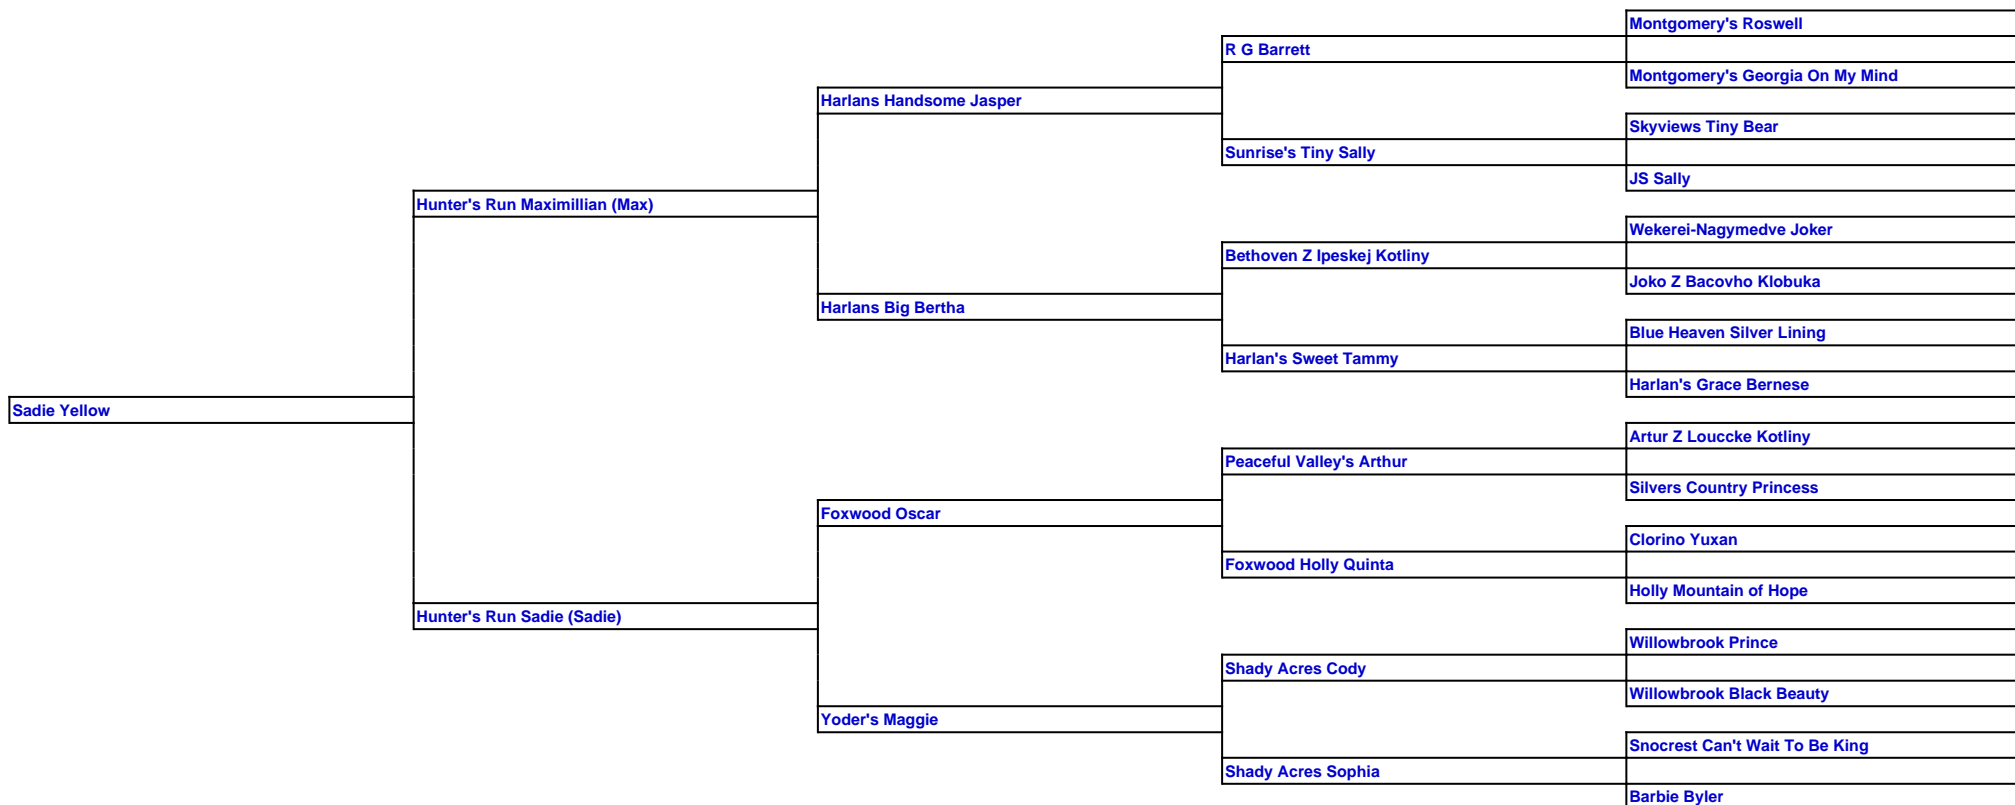 Montgomery's Roswell
R G Barrett
Montgomery's Georgia On My Mind
Harlans Handsome Jasper
Skyviews Tiny Bear
Sunrise's Tiny Sally
JS Sally
Hunter's Run Maximillian (Max)
Wekerei-Nagymedve Joker
Bethoven Z Ipeskej Kotliny
Joko Z Bacovho Klobuka
Harlans Big Bertha
Blue Heaven Silver Lining
Harlan's Sweet Tammy
Harlan's Grace Bernese
Sadie Yellow
Artur Z Louccke Kotliny
Peaceful Valley's Arthur
Silvers Country Princess
Foxwood Oscar
Clorino Yuxan
Foxwood Holly Quinta
Holly Mountain of Hope
Hunter's Run Sadie (Sadie)
Willowbrook Prince
Shady Acres Cody
Willowbrook Black Beauty
Yoder's Maggie
Snocrest Can't Wait To Be King
Shady Acres Sophia
Barbie Byler